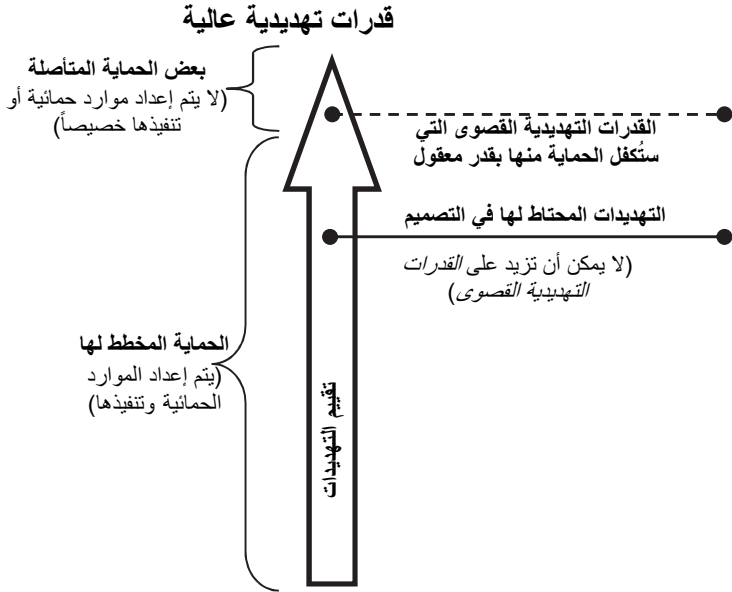 قدرات تهديدية عالية
بعض الحماية المتأصلة
(لا يتم إعداد موارد حمائية أو
تنفيذها خصيصاً)
القدرات التهديدية القصوى التي
ستُكفل الحماية منها بقدر معقول
التهديدات المحتاط لها في التصميم
(لا يمكن أن تزيد على القدرات
التهديدية القصوى)
الحماية المخطط لها
(يتم إعداد الموارد
الحمائية وتنفيذها)
تقييم التهديدات